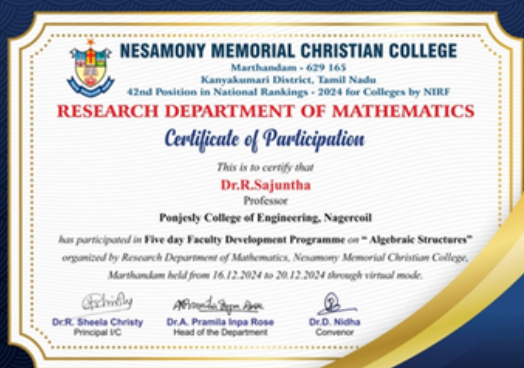 NESAMONY MEMORIAL CHRISTIAN COLLEGE
Marthandam - 629 165
Kanyakumari District, Tamil Nadu
42nd Position in National Rankings - 2024 for Colleges by NIRF
RESEARCH DEPARTMENT OF MATHEMATICS
Certificate of Participation
This is to certify that
Dr.R.Sajuntha
Professor
Ponjesly College of Engineering, Nagercoil
has participated in Five day Faculty Development Programme on “ Algebraic Structures”
organized by Research Department of Mathematics, Nesamony Memorial Christian College,
Marthandam held from 16.12.2024 to 20.12.2024 through virtual mode.
Dr.R. Sheela Christy Dr.A. Pramila Inpa Rose Dr.D. Nidha
Principal I/C Head of the Department Convenor